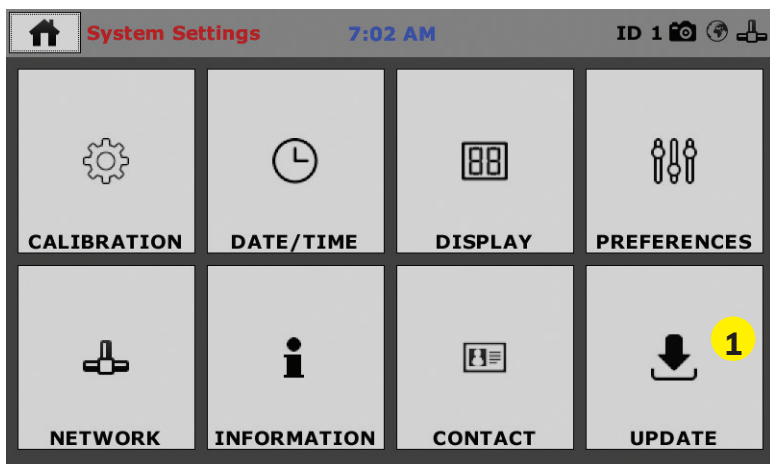 System Settings 7:02 AM ID 1
CALIBRATION DATE/TIME DISPLAY PREFERENCES
1
NETWORK INFORMATION CONTACT UPDATE